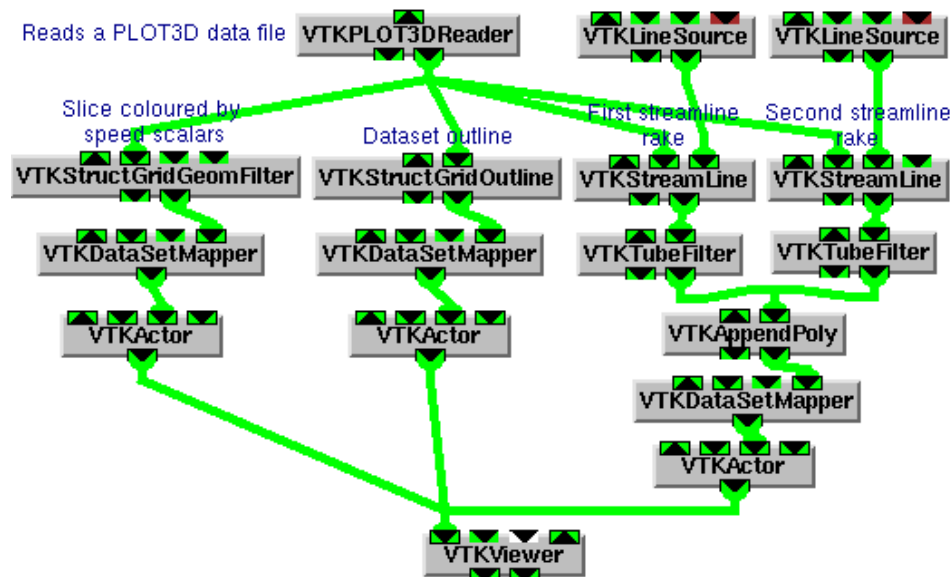 Reads a PLOT3D data file
VTKPLOT3DReader
VTKLineSource
VTKLineSource
Slice coloured by
speed scalars
Dataset outline
First streamline
rake
Second streamline
rake
VTKStructGridGeomFilter
VTKStructGridOutline
VTKStreamLine
VTKStreamLine
VTKDataSetMapper
VTKDataSetMapper
VTKTubeFilter
VTKTubeFilter
VTKActor
VTKActor
VTKAppendPoly
VTKDataSetMapper
VTKActor
VTKViewer